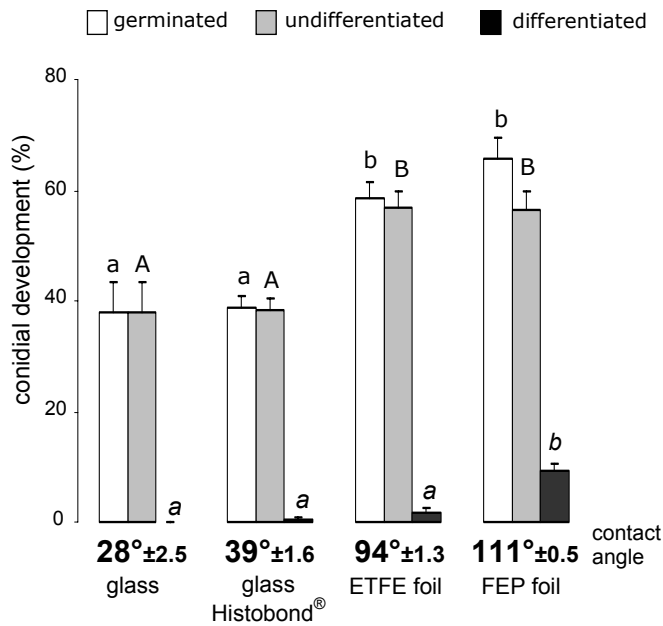 germinated undifferentiated differentiated
80
60
40
20
0
conidial development (%)
a A a
a A a
b B a
b B b
28°±2.5 39°±1.6 94°±1.3 111°±0.5 contact angle
glass
glass
Histobond®
ETFE foil
FEP foil